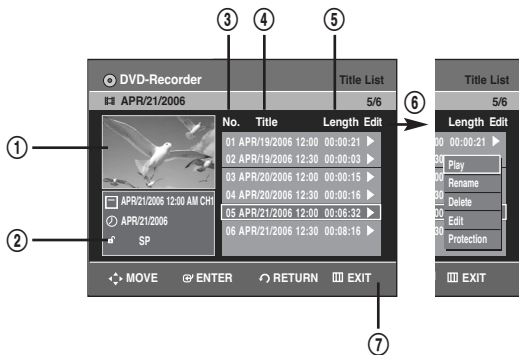 ③ ④ ⑤
DVD-Recorder Title List
APR/21/2006 5/6
No. Title Length Edit
01 APR/19/2006 12:00 00:00:21 ▶
02 APR/19/2006 12:30 00:00:03 ▶
03 APR/20/2006 12:00 00:00:15 ▶
04 APR/20/2006 12:30 00:00:16 ▶
05 APR/21/2006 12:00 00:06:32 ▶
06 APR/21/2006 12:30 00:08:16 ▶
①
APR/21/2006 12:00 AM CH1
APR/21/2006
② SP
MOVE ENTER RETURN EXIT
⑦
⑥
Title List
5/6
Length Edit
00 00:00:21 ▶
30
Play
Rename
Delete
Edit
Protection
EXIT